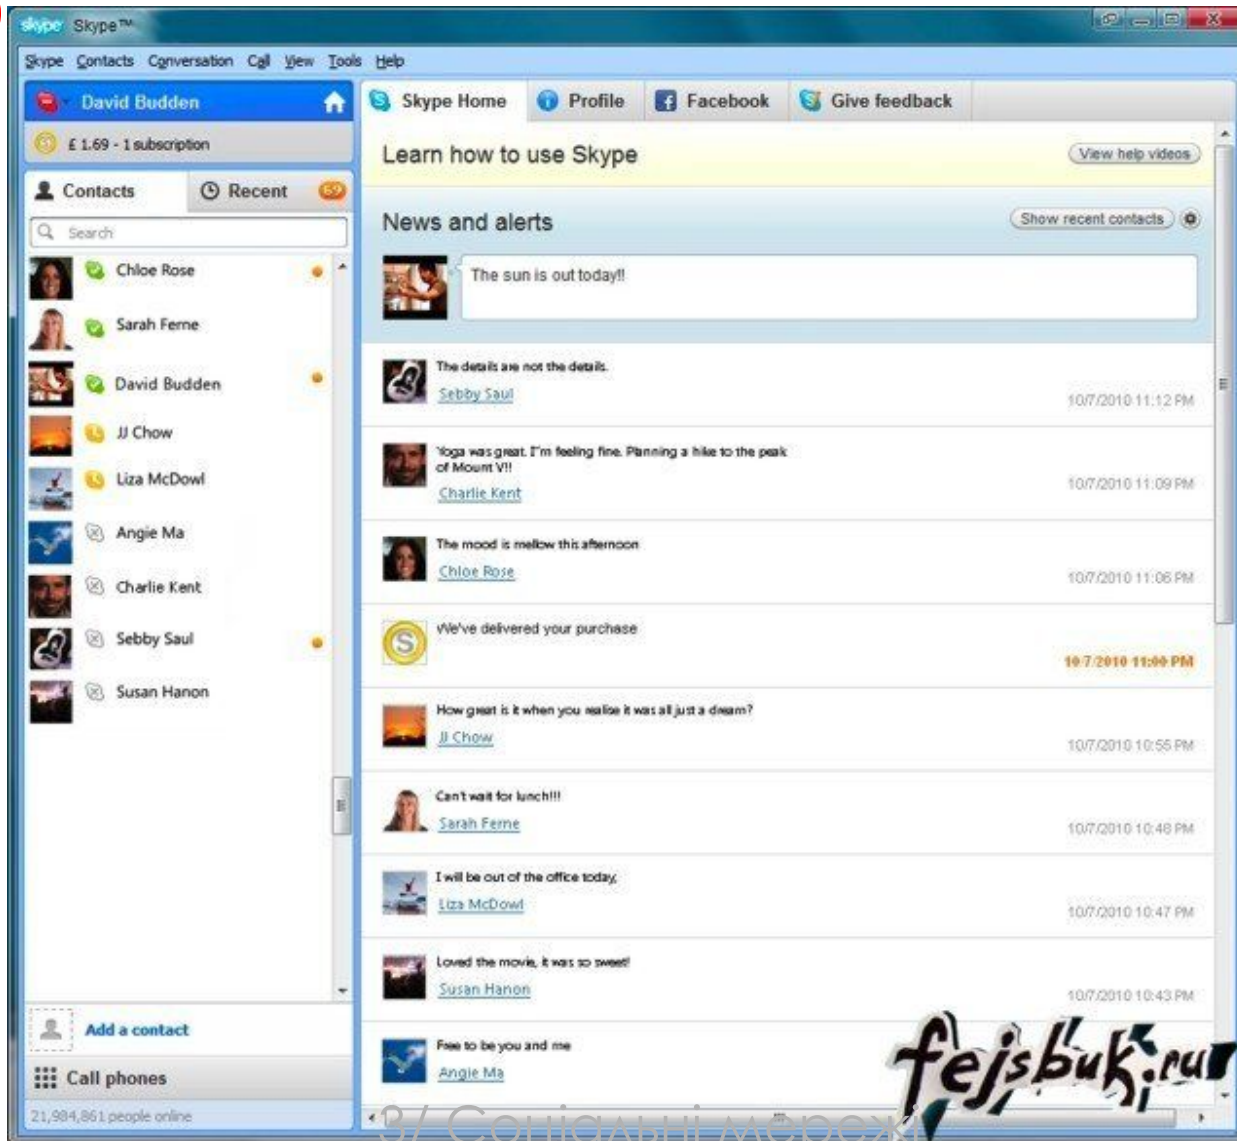 skype Skype™
Skype Contacts Conversation Call View Tools Help
David Budden
£ 1.69 - 1 subscription
Contacts Recent 69
Search
Chloe Rose
Sarah Ferne
David Budden
JJ Chow
Liza McDowl
Angie Ma
Charlie Kent
Sebby Saul
Susan Hanon
Add a contact
Call phones
21,984,861 people online
Skype Home Profile Facebook Give feedback
Learn how to use Skype View help videos
News and alerts Show recent contacts
The sun is out today!!
The details are not the details.
Sebby Saul
10/7/2010 11:12 PM
Yoga was great. I"m feeling fine. Planning a hike to the peak
of Mount V!!
Charlie Kent
10/7/2010 11:09 PM
The mood is mellow this afternoon
Chloe Rose
10/7/2010 11:06 PM
We've delivered your purchase
10/7/2010 11:00 PM
How great is it when you realise it was all just a dream?
JJ Chow
10/7/2010 10:55 PM
Can't wait for lunch!!!
Sarah Ferne
10/7/2010 10:48 PM
I will be out of the office today,
Liza McDowl
10/7/2010 10:47 PM
Loved the movie, it was so sweet!
Susan Hanon
10/7/2010 10:43 PM
Free to be you and me
Angie Ma
fejsbuk.ru
3/ Соціальні мережі